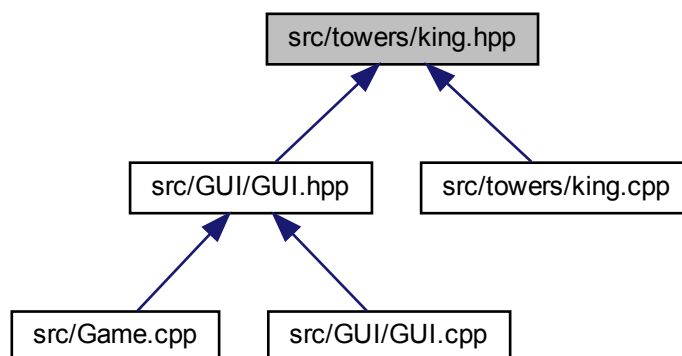 src/towers/king.hpp
src/GUI/GUI.hpp
src/towers/king.cpp
src/Game.cpp
src/GUI/GUI.cpp